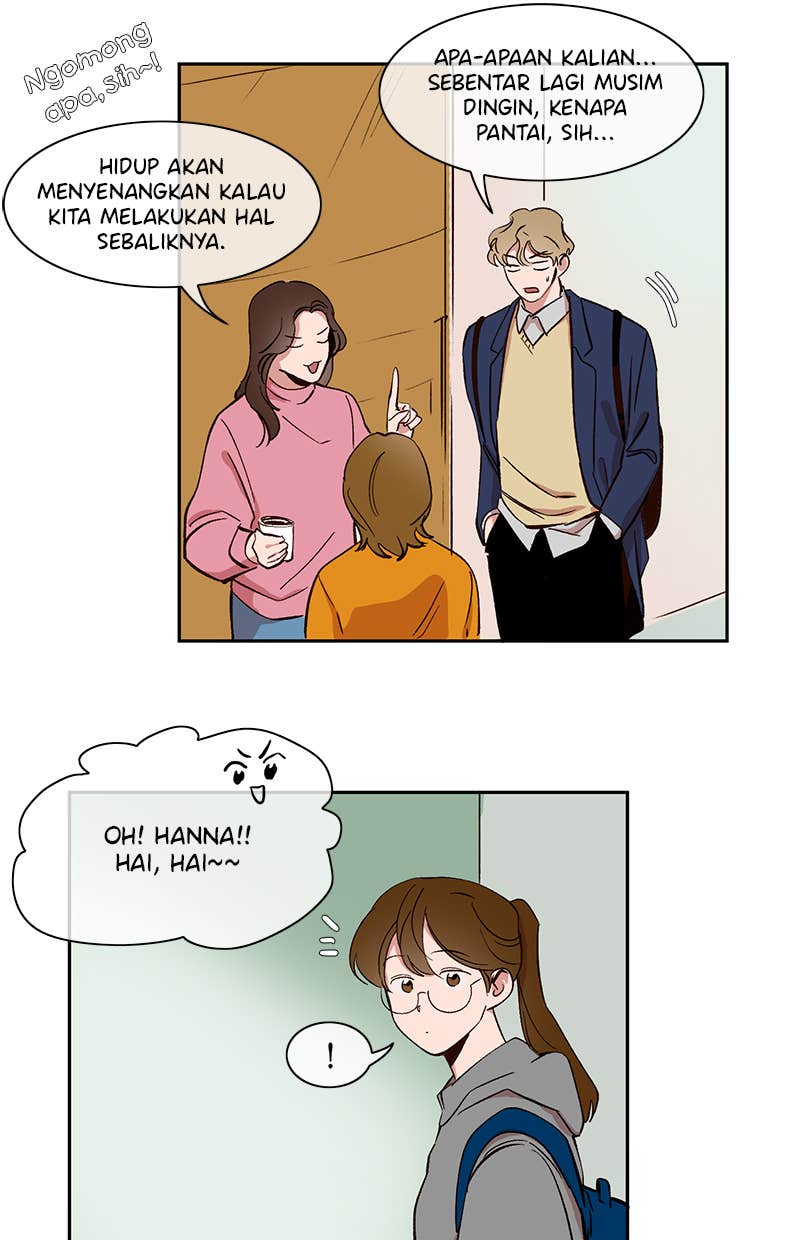 Ngomong
apa, sih~!
APA-APAAN KALIAN...
SEBENTAR LAGI MUSIM
DINGIN, KENAPA
PANTAI, SIH...
HIDUP AKAN
MENYENANGKAN KALAU
KITA MELAKUKAN HAL
SEBALIKNYA.
OH! HANNA!!
HAI, HAI~~
!